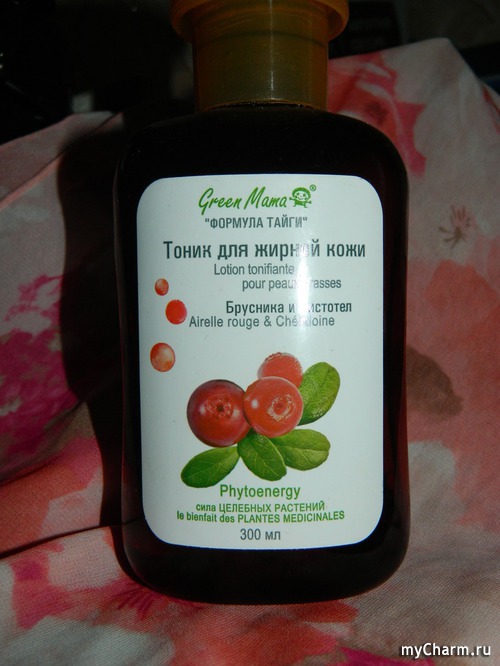 Green Mama ®
"ФОРМУЛА ТАЙГИ"
Тоник для жирной кожи
Lotion tonifiante
pour peaux grasses
Брусника и чистотел
Airelle rouge & Chélidoine
Phytoenergy
сила ЦЕЛЕБНЫХ РАСТЕНИЙ
le bienfait des PLANTES MEDICINALES
300 мл
myCharm.ru